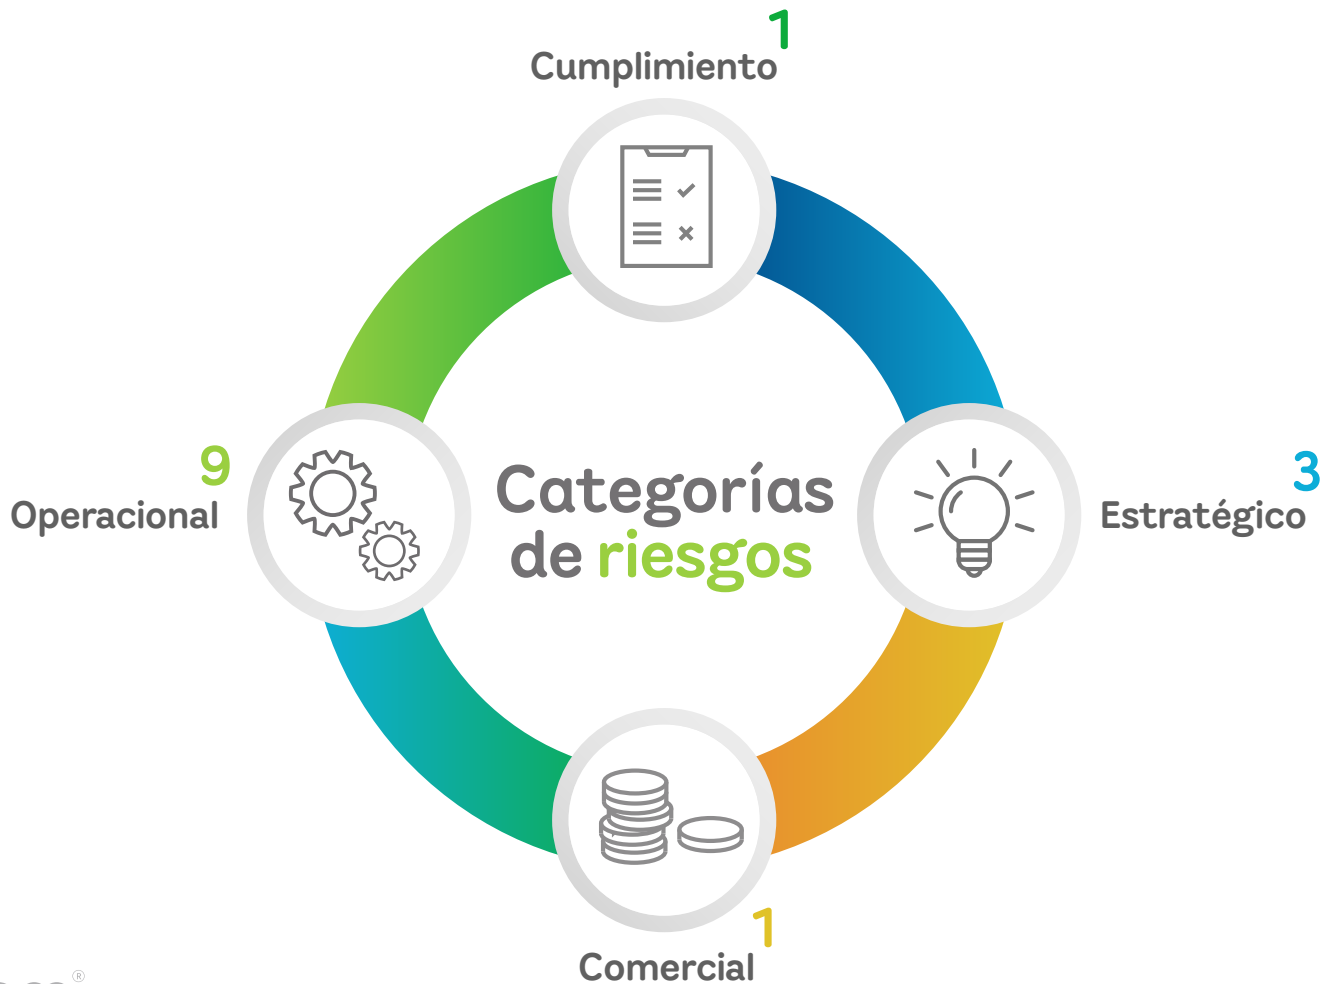 1
Cumplimiento
9
Operacional
Categorías
de riesgos
3
Estratégico
1
Comercial
®